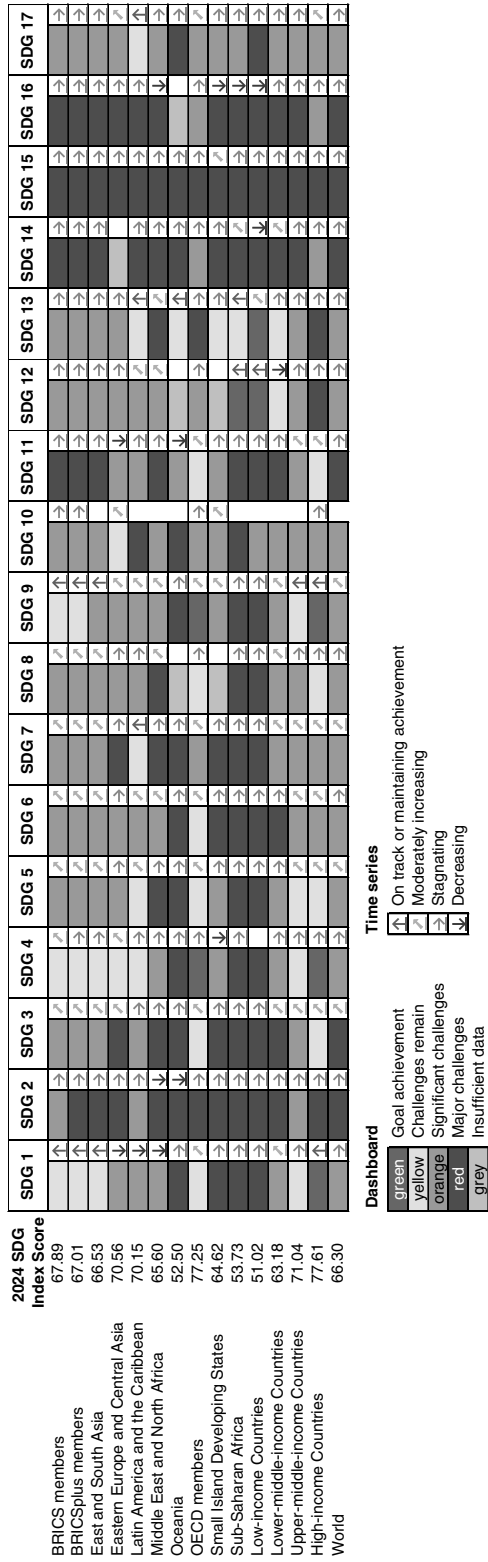 2024 SDG
Index Score
SDG 1 SDG 2 SDG 3 SDG 4 SDG 5 SDG 6 SDG 7 SDG 8 SDG 9 SDG 10 SDG 11 SDG 12 SDG 13 SDG 14 SDG 15 SDG 16 SDG 17
BRICS members 67.89
BRICSplus members 67.01
East and South Asia 66.53
Eastern Europe and Central Asia 70.56
Latin America and the Caribbean 70.15
Middle East and North Africa 65.60
Oceania 52.50
OECD members 77.25
Small Island Developing States 64.62
Sub-Saharan Africa 53.73
Low-income Countries 51.02
Lower-middle-income Countries 63.18
Upper-middle-income Countries 71.04
High-income Countries 77.61
World 66.30
Dashboard
green Goal achievement
yellow Challenges remain
orange Significant challenges
red Major challenges
grey Insufficient data
Time series
↑ On track or maintaining achievement
↗ Moderately increasing
→ Stagnating
↓ Decreasing